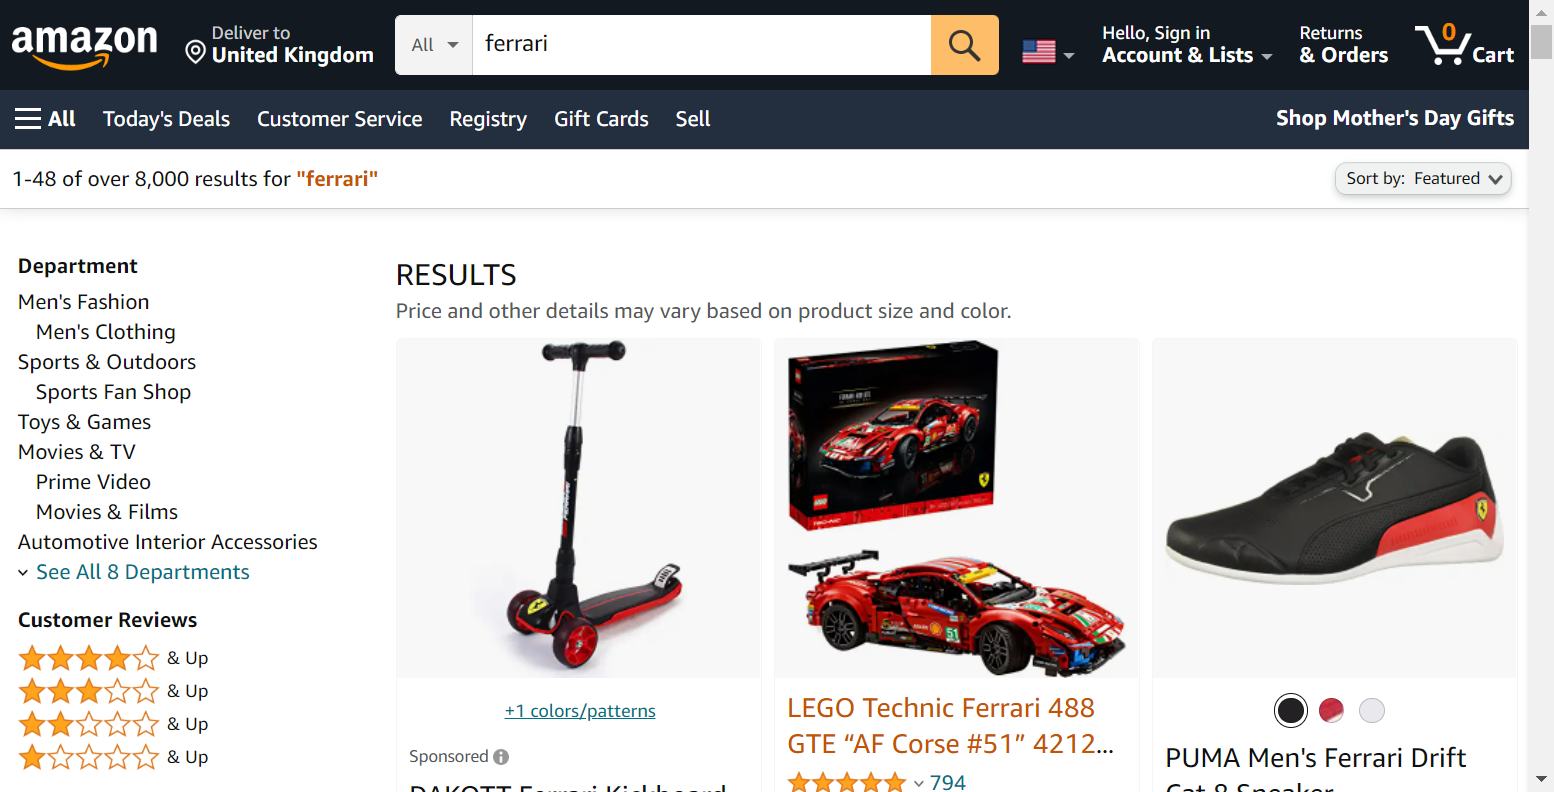 amazon
Deliver to
United Kingdom
All
ferrari
Hello, Sign in
Account & Lists
Returns
& Orders
0
Cart
All
Today's Deals
Customer Service
Registry
Gift Cards
Sell
Shop Mother's Day Gifts
1-48 of over 8,000 results for "ferrari"
Sort by: Featured
Department
Men's Fashion
Men's Clothing
Sports & Outdoors
Sports Fan Shop
Toys & Games
Movies & TV
Prime Video
Movies & Films
Automotive Interior Accessories
See All 8 Departments
Customer Reviews
& Up
& Up
& Up
& Up
RESULTS
Price and other details may vary based on product size and color.
+1 colors/patterns
Sponsored
DAKOTT Ferrari Kickboard
51
LEGO Technic Ferrari 488
GTE “AF Corse #51” 4212...
794
PUMA Men's Ferrari Drift
Cat 8 Sneaker